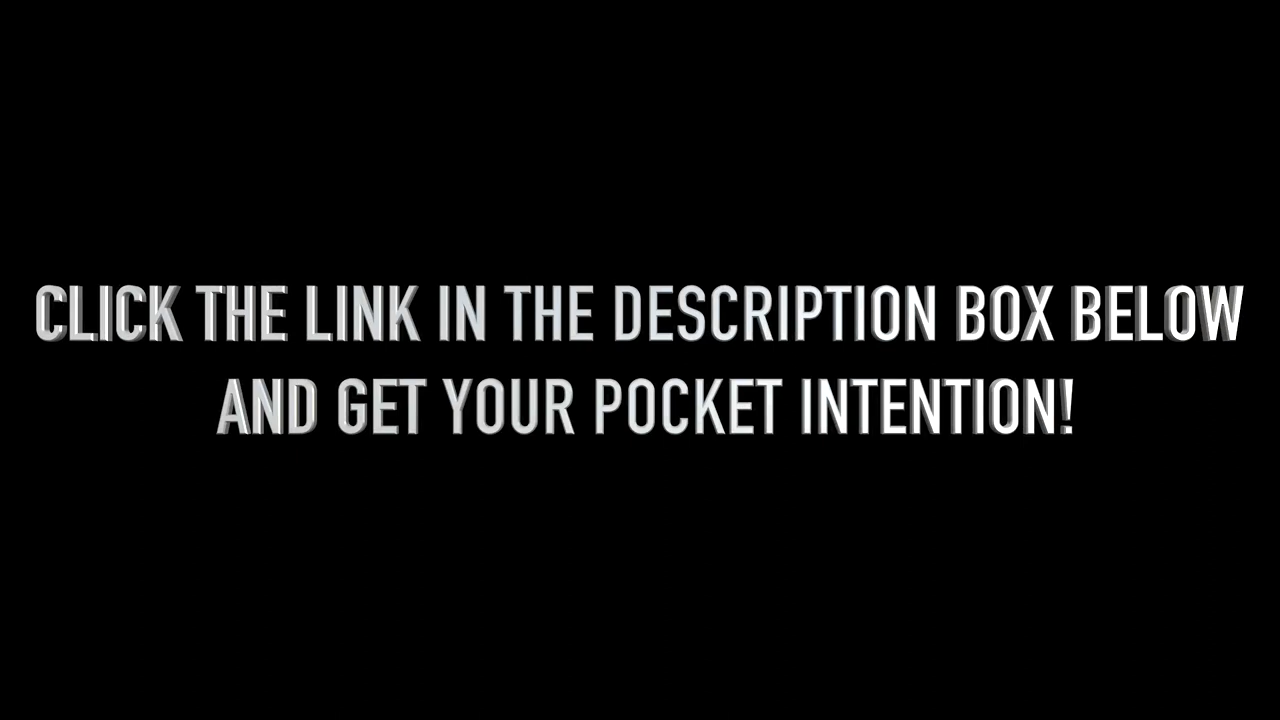 CLICK THE LINK IN THE DESCRIPTION BOX BELOW
AND GET YOUR POCKET INTENTION!